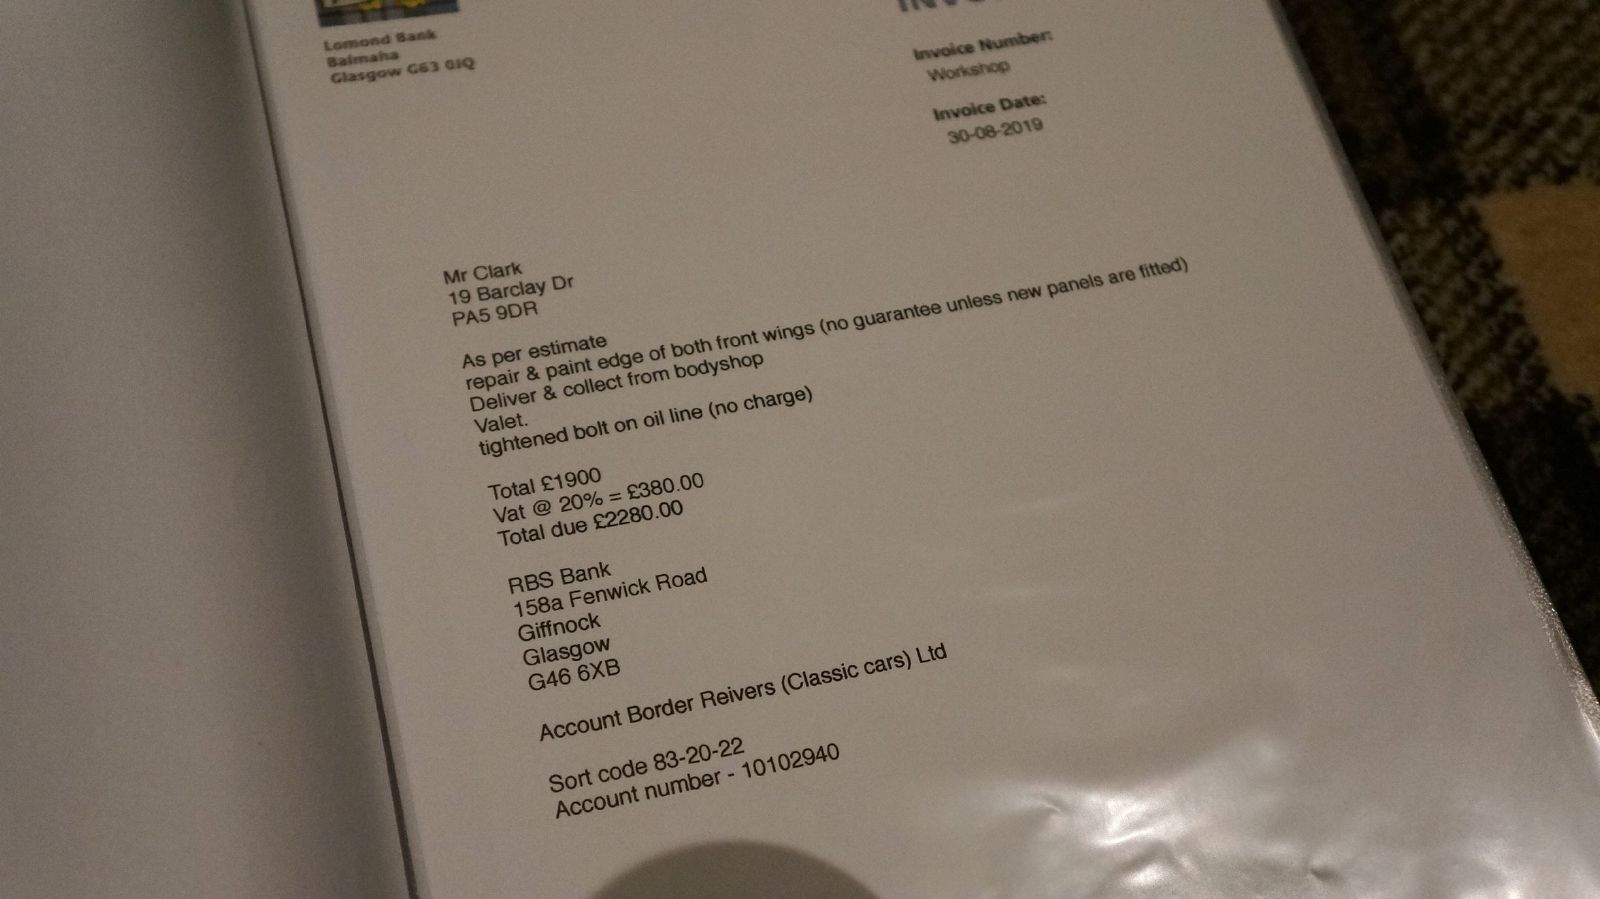 Lomond Bank
Balmaha
Glasgow G63 0JQ
Invoice Number:
Workshop
Invoice Date:
30-08-2019
Mr Clark
19 Barclay Dr
PA5 9DR
As per estimate
repair & paint edge of both front wings (no guarantee unless new panels are fitted)
Deliver & collect from bodyshop
Valet.
tightened bolt on oil line (no charge)
Total £1900
Vat @ 20% = £380.00
Total due £2280.00
RBS Bank
158a Fenwick Road
Giffnock
Glasgow
G46 6XB
Account Border Reivers (Classic cars) Ltd
Sort code 83-20-22
Account number - 10102940